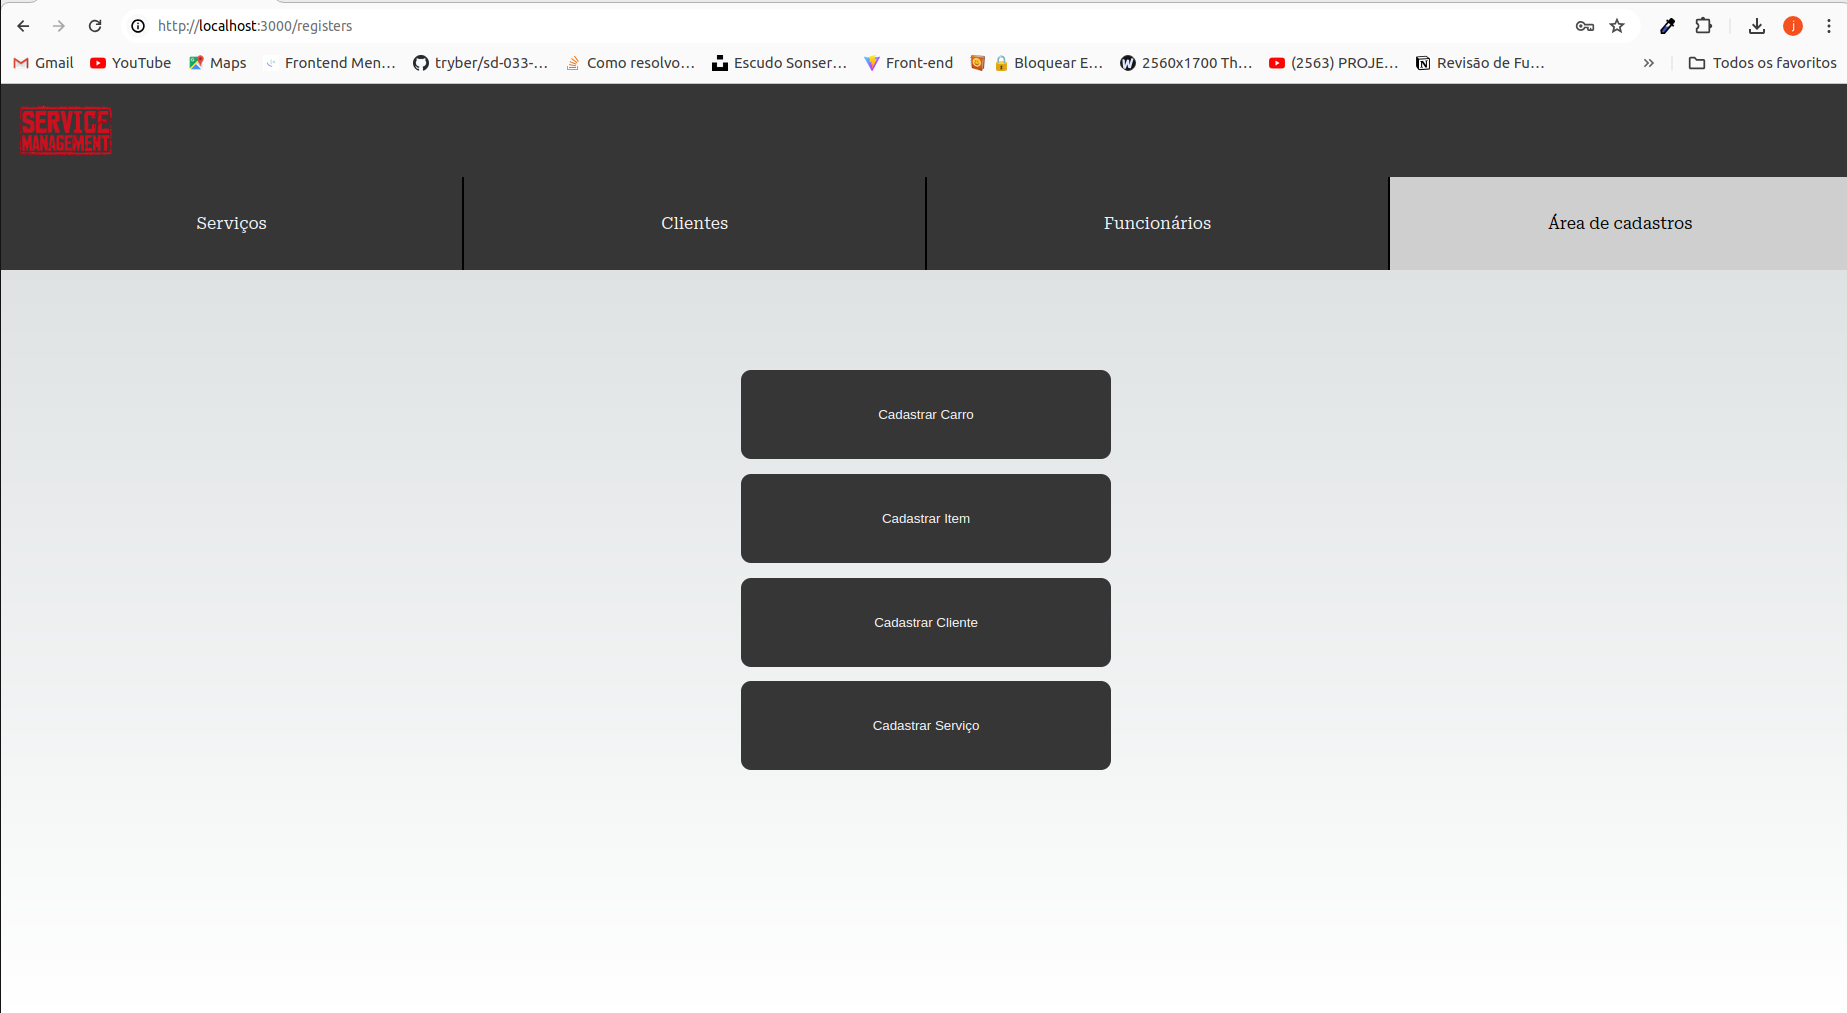 http://localhost:3000/registers
j
Gmail YouTube Maps Frontend Men... tryber/sd-033-... Como resolvo... Escudo Sonser... Front-end Bloquear E... 2560x1700 Th... (2563) PROJE... Revisão de Fu... » Todos os favoritos
SERVICE
MANAGEMENT
Serviços Clientes Funcionários Área de cadastros
Cadastrar Carro
Cadastrar Item
Cadastrar Cliente
Cadastrar Serviço